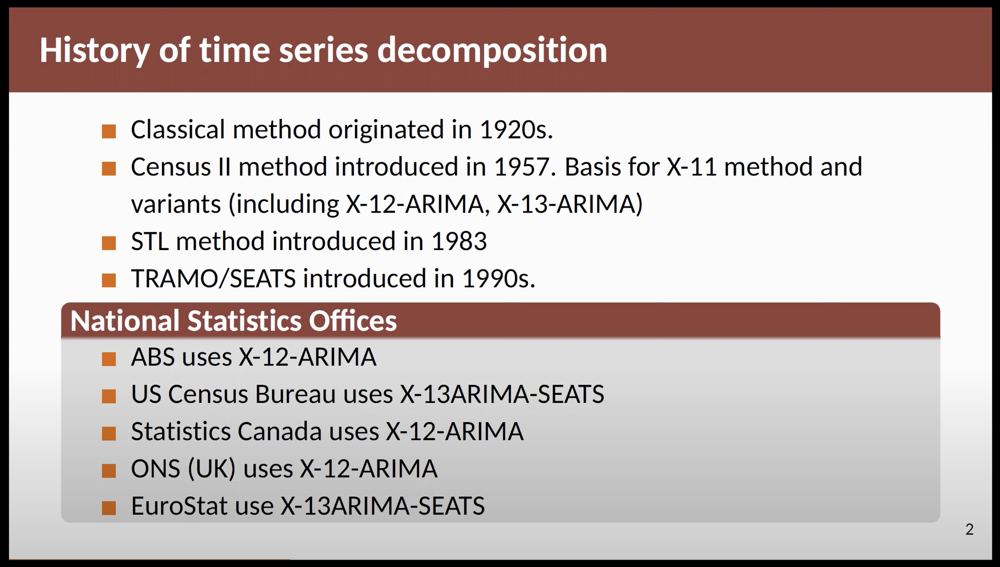 History of time series decomposition
Classical method originated in 1920s.
Census II method introduced in 1957. Basis for X-11 method and
variants (including X-12-ARIMA, X-13-ARIMA)
STL method introduced in 1983
TRAMO/SEATS introduced in 1990s.
National Statistics Offices
ABS uses X-12-ARIMA
US Census Bureau uses X-13ARIMA-SEATS
Statistics Canada uses X-12-ARIMA
ONS (UK) uses X-12-ARIMA
EuroStat use X-13ARIMA-SEATS
2